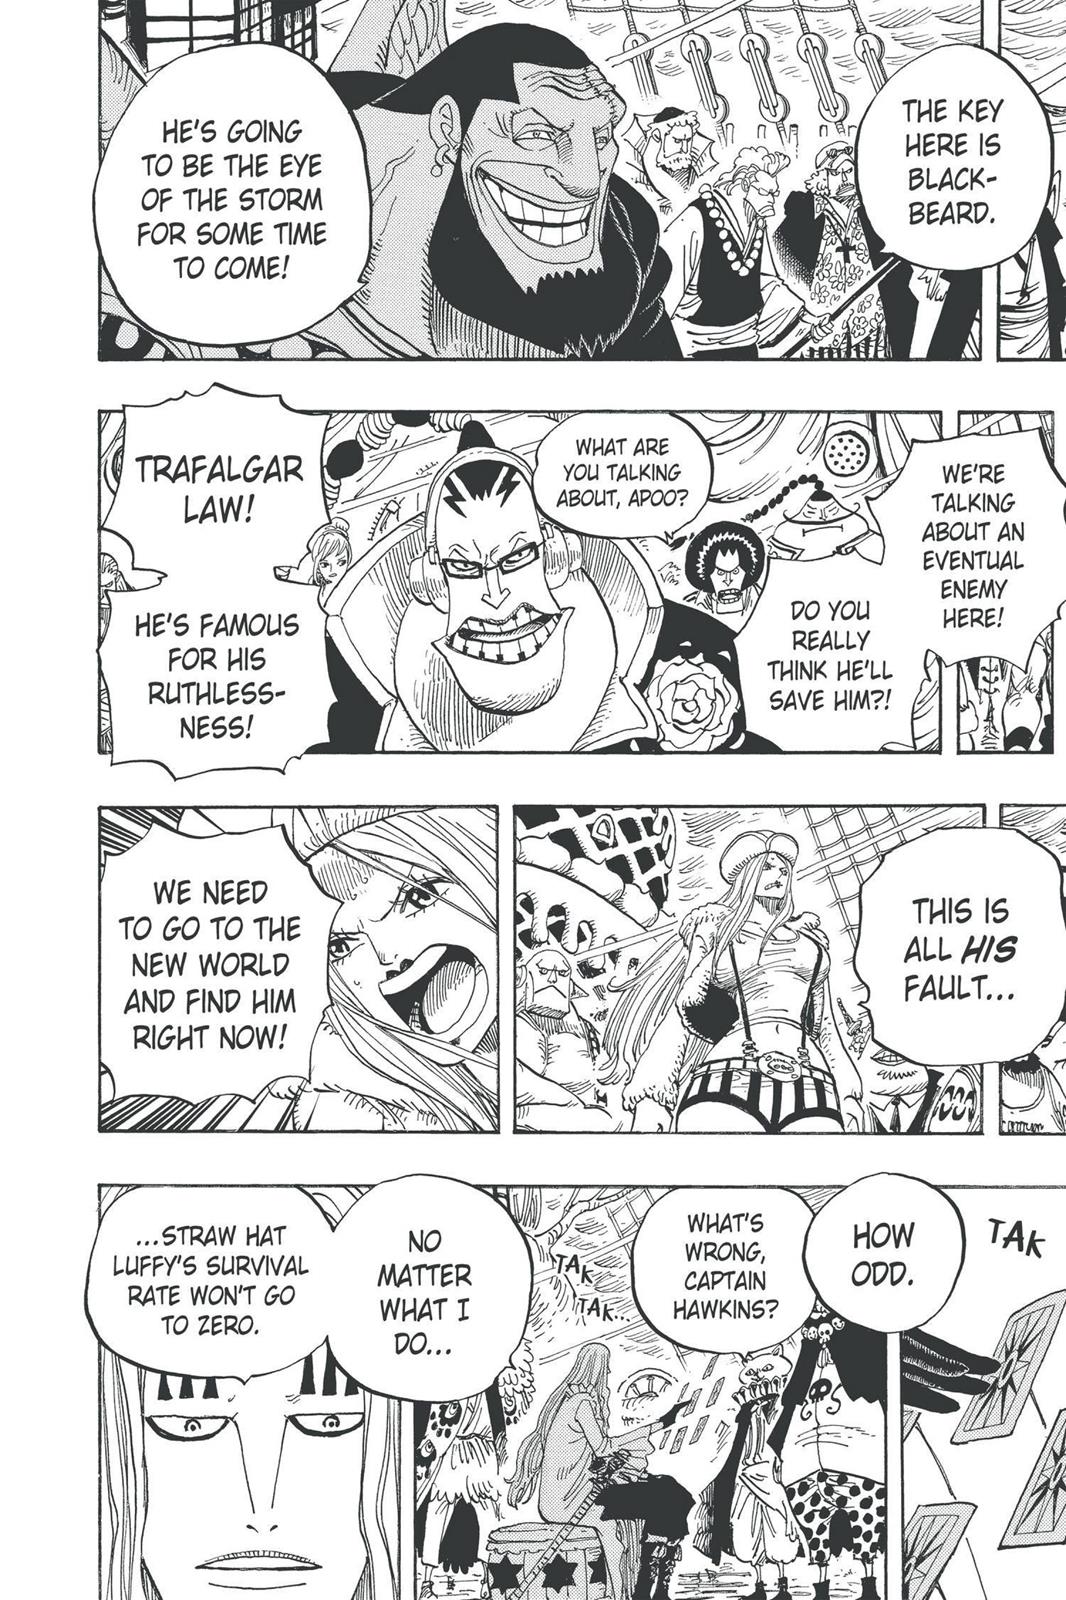 THE KEY
HERE IS
BLACK-
BEARD.
HE'S GOING
TO BE THE EYE
OF THE STORM
FOR SOME TIME
TO COME!
WE'RE
TALKING
ABOUT AN
EVENTUAL
ENEMY
HERE!
WHAT ARE
YOU TALKING
ABOUT, APOO?
DO YOU
REALLY
THINK HE'LL
SAVE HIM?!
TRAFALGAR
LAW!
HE'S FAMOUS
FOR HIS
RUTHLESS-
NESS!
THIS IS
ALL HIS
FAULT...
WE NEED
TO GO TO THE
NEW WORLD
AND FIND HIM
RIGHT NOW!
TAK
HOW
ODD.
WHAT'S
WRONG,
CAPTAIN
HAWKINS?
TAK
TAK...
NO
MATTER
WHAT I
DO...
...STRAW HAT
LUFFY'S SURVIVAL
RATE WON'T GO
TO ZERO.